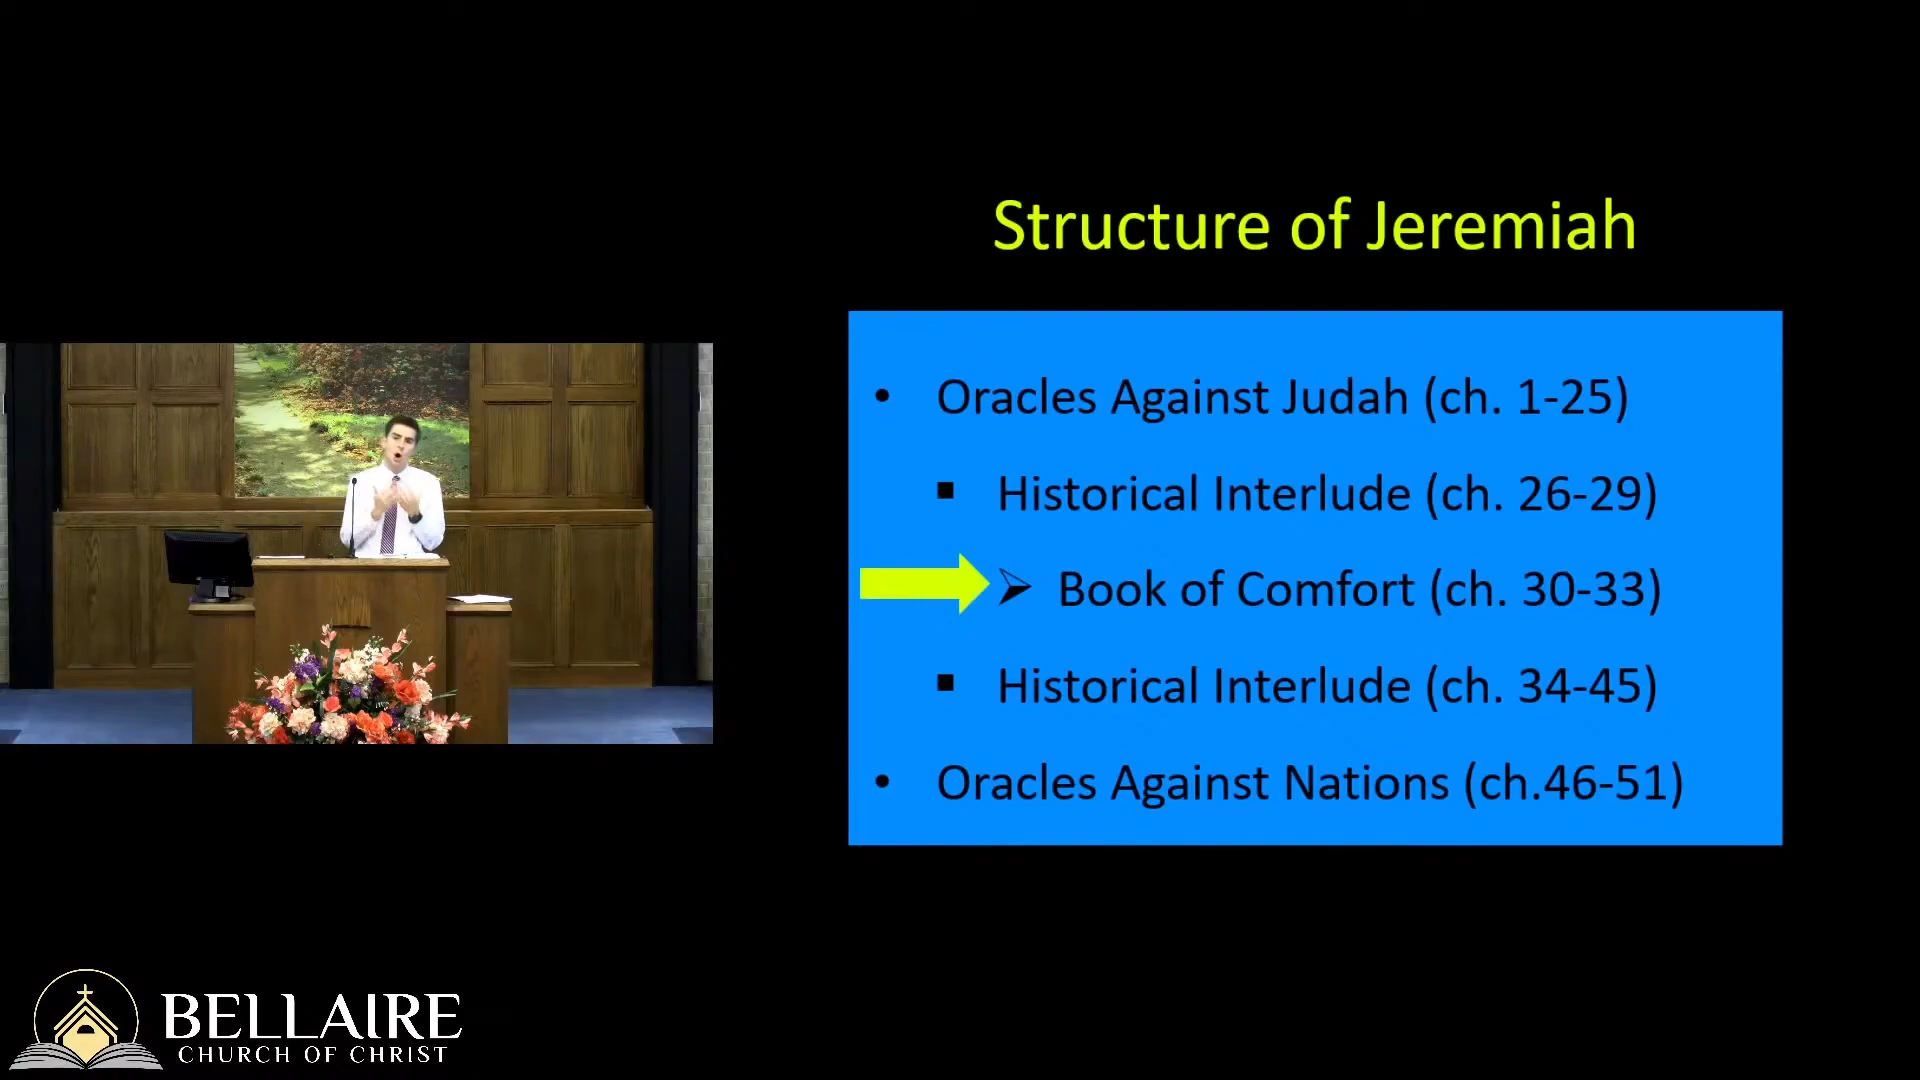 Structure of Jeremiah
• Oracles Against Judah (ch. 1-25)
▪ Historical Interlude (ch. 26-29)
➢ Book of Comfort (ch. 30-33)
▪ Historical Interlude (ch. 34-45)
• Oracles Against Nations (ch.46-51)
BELLAIRE
CHURCH OF CHRIST